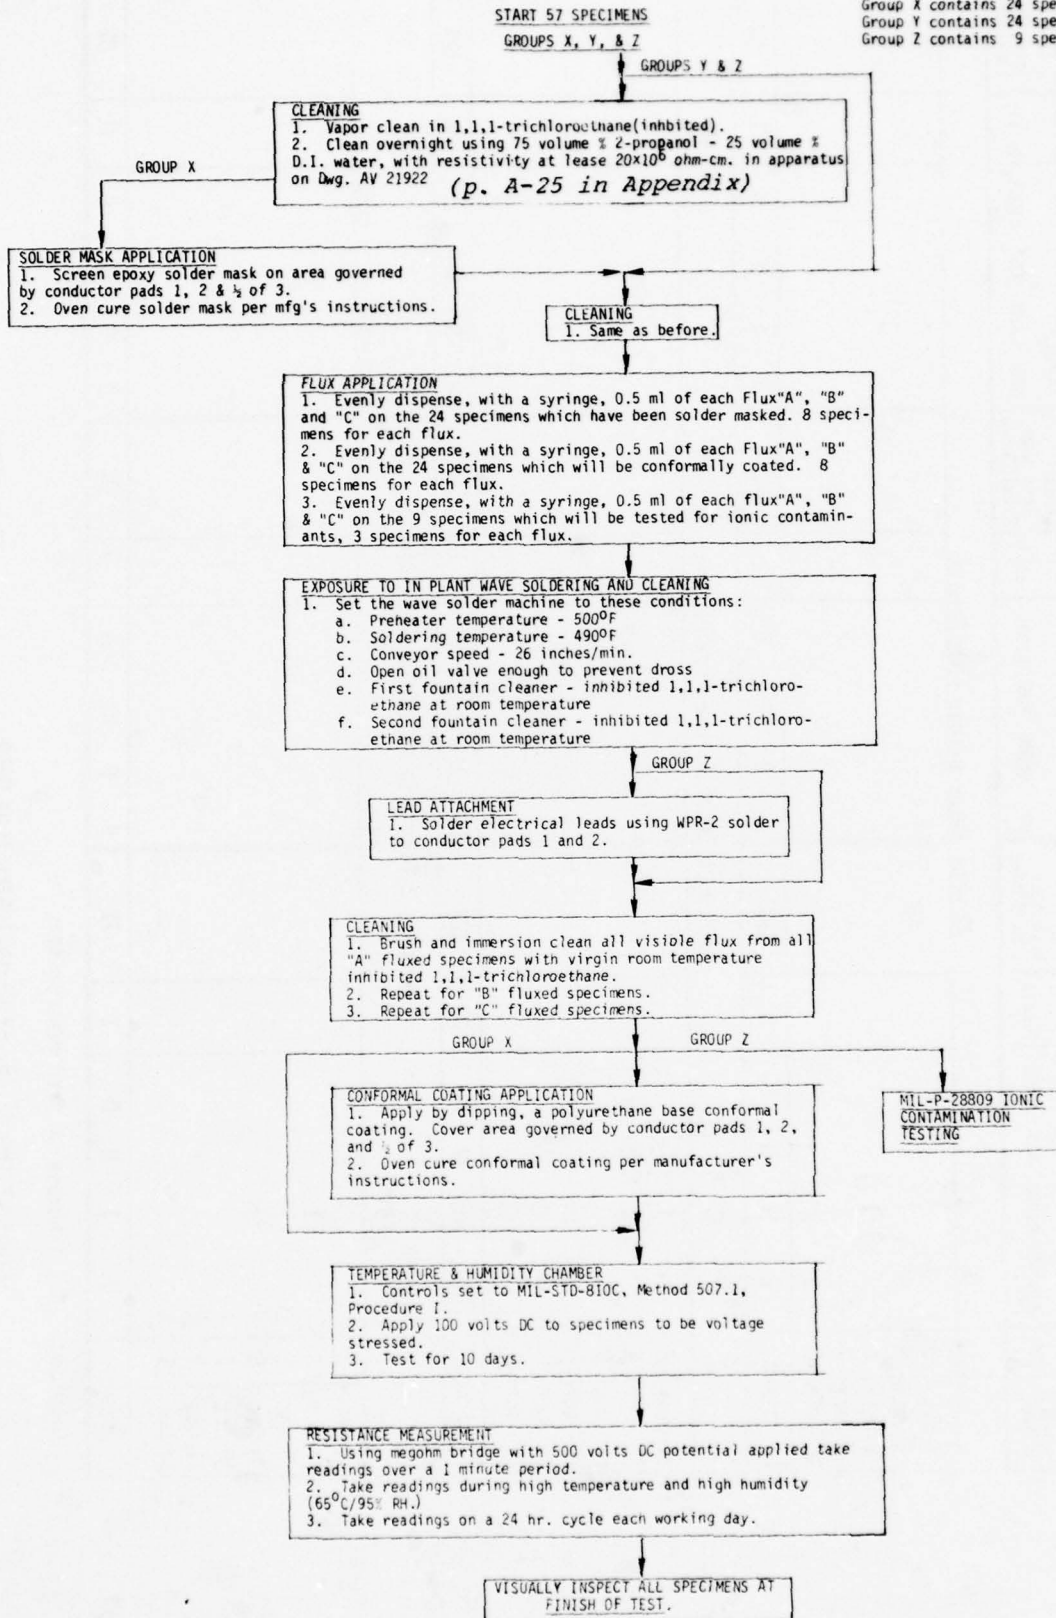 START 57 SPECIMENS
GROUPS X, Y, & Z
Group X contains 24 spe
Group Y contains 24 spe
Group Z contains 9 spe
GROUPS Y & Z
CLEANING
1. Vapor clean in 1,1,1-trichloroethane(inhbited).
2. Clean overnight using 75 volume % 2-propanol - 25 volume %
D.I. water, with resistivity at lease 20×10⁶ ohm-cm. in apparatus
on Dwg. AV 21922 (p. A-25 in Appendix)
GROUP X
SOLDER MASK APPLICATION
1. Screen epoxy solder mask on area governed
by conductor pads 1, 2 & ½ of 3.
2. Oven cure solder mask per mfg's instructions.
CLEANING
1. Same as before.
FLUX APPLICATION
1. Evenly dispense, with a syringe, 0.5 ml of each Flux"A", "B"
and "C" on the 24 specimens which have been solder masked. 8 speci-
mens for each flux.
2. Evenly dispense, with a syringe, 0.5 ml of each Flux"A", "B"
& "C" on the 24 specimens which will be conformally coated. 8
specimens for each flux.
3. Evenly dispense, with a syringe, 0.5 ml of each flux"A", "B"
& "C" on the 9 specimens which will be tested for ionic contamin-
ants, 3 specimens for each flux.
EXPOSURE TO IN PLANT WAVE SOLDERING AND CLEANING
1. Set the wave solder machine to these conditions:
a. Preheater temperature - 500°F
b. Soldering temperature - 490°F
c. Conveyor speed - 26 inches/min.
d. Open oil valve enough to prevent dross
e. First fountain cleaner - inhibited 1,1,1-trichloro-
ethane at room temperature
f. Second fountain cleaner - inhibited 1,1,1-trichloro-
ethane at room temperature
GROUP Z
LEAD ATTACHMENT
1. Solder electrical leads using WPR-2 solder
to conductor pads 1 and 2.
CLEANING
1. Brush and immersion clean all visible flux from all
"A" fluxed specimens with virgin room temperature
inhibited 1,1,1-trichloroethane.
2. Repeat for "B" fluxed specimens.
3. Repeat for "C" fluxed specimens.
GROUP X
GROUP Z
CONFORMAL COATING APPLICATION
1. Apply by dipping, a polyurethane base conformal
coating. Cover area governed by conductor pads 1, 2,
and ½ of 3.
2. Oven cure conformal coating per manufacturer's
instructions.
MIL-P-28809 IONIC
CONTAMINATION
TESTING
TEMPERATURE & HUMIDITY CHAMBER
1. Controls set to MIL-STD-810C, Method 507.1,
Procedure I.
2. Apply 100 volts DC to specimens to be voltage
stressed.
3. Test for 10 days.
RESISTANCE MEASUREMENT
1. Using megohm bridge with 500 volts DC potential applied take
readings over a 1 minute period.
2. Take readings during high temperature and high humidity
(65°C/95% RH.)
3. Take readings on a 24 hr. cycle each working day.
VISUALLY INSPECT ALL SPECIMENS AT
FINISH OF TEST.